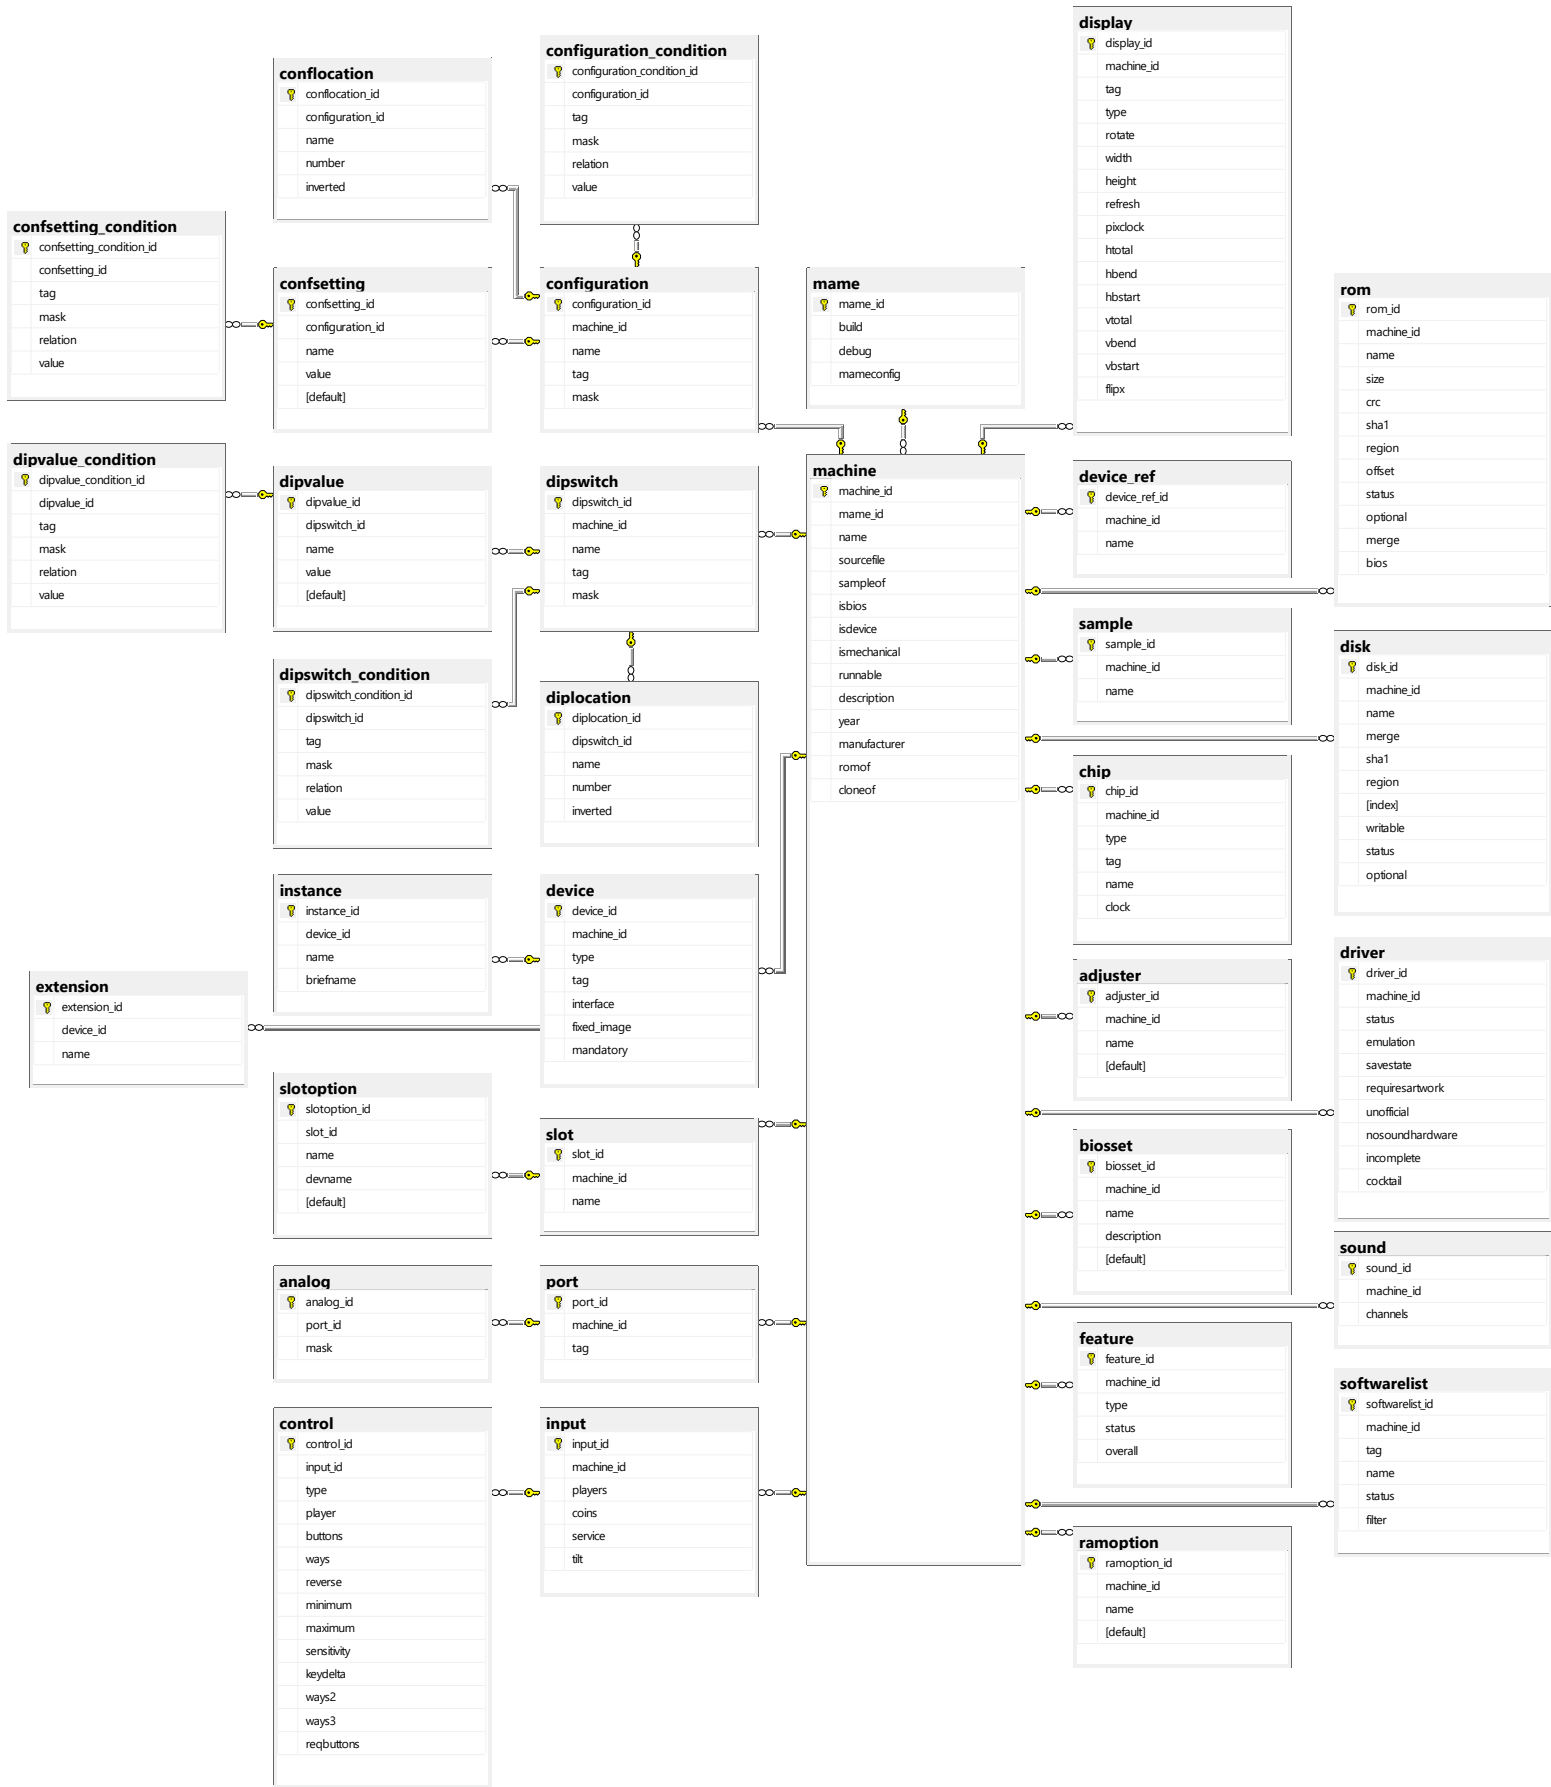 display
display_id
machine_id
tag
type
rotate
width
height
refresh
pixclock
htotal
hbend
hbstart
vtotal
vbend
vbstart
flipx
configuration_condition
configuration_condition_id
configuration_id
tag
mask
relation
value
conflocation
conflocation_id
configuration_id
name
number
inverted
confsetting_condition
confsetting_condition_id
confsetting_id
tag
mask
relation
value
confsetting
confsetting_id
configuration_id
name
value
[default]
configuration
configuration_id
machine_id
name
tag
mask
mame
mame_id
build
debug
mameconfig
rom
rom_id
machine_id
name
size
crc
sha1
region
offset
status
optional
merge
bios
dipvalue_condition
dipvalue_condition_id
dipvalue_id
tag
mask
relation
value
dipvalue
dipvalue_id
dipswitch_id
name
value
[default]
dipswitch
dipswitch_id
machine_id
name
tag
mask
machine
machine_id
mame_id
name
sourcefile
sampleof
isbios
isdevice
ismechanical
runnable
description
year
manufacturer
romof
cloneof
device_ref
device_ref_id
machine_id
name
sample
sample_id
machine_id
name
disk
disk_id
machine_id
name
merge
sha1
region
[index]
writable
status
optional
dipswitch_condition
dipswitch_condition_id
dipswitch_id
tag
mask
relation
value
diplocation
diplocation_id
dipswitch_id
name
number
inverted
chip
chip_id
machine_id
type
tag
name
clock
instance
instance_id
device_id
name
briefname
device
device_id
machine_id
type
tag
interface
fixed_image
mandatory
extension
extension_id
device_id
name
adjuster
adjuster_id
machine_id
name
[default]
driver
driver_id
machine_id
status
emulation
savestate
requiresartwork
unofficial
nosoundhardware
incomplete
cocktail
slotoption
slotoption_id
slot_id
name
devname
[default]
slot
slot_id
machine_id
name
biosset
biosset_id
machine_id
name
description
[default]
sound
sound_id
machine_id
channels
analog
analog_id
port_id
mask
port
port_id
machine_id
tag
feature
feature_id
machine_id
type
status
overall
softwarelist
softwarelist_id
machine_id
tag
name
status
filter
control
control_id
input_id
type
player
buttons
ways
reverse
minimum
maximum
sensitivity
keydelta
ways2
ways3
reqbuttons
input
input_id
machine_id
players
coins
service
tilt
ramoption
ramoption_id
machine_id
name
[default]